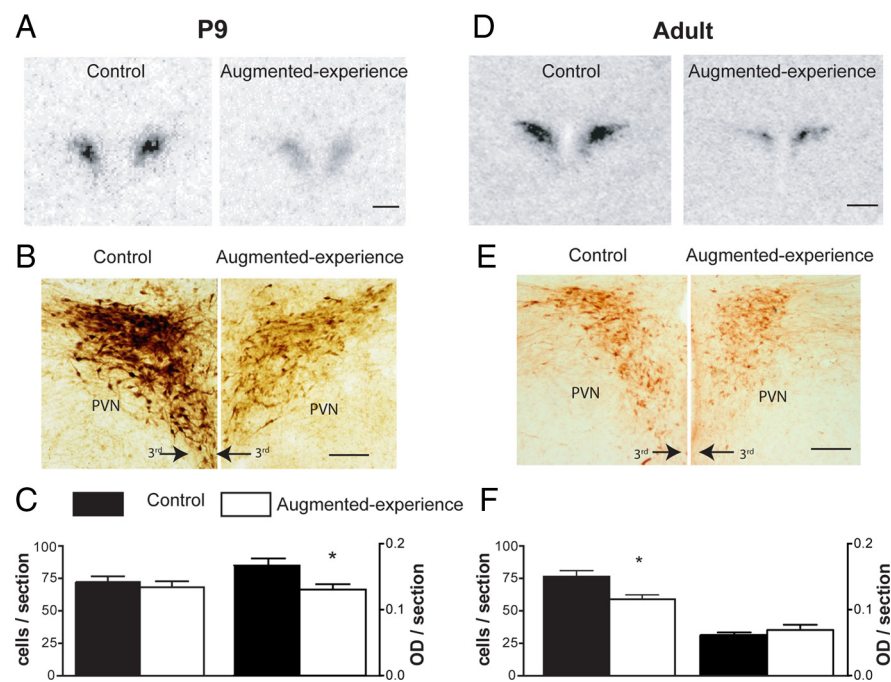 A
P9
D
Adult
Control
Augmented-experience
Control
Augmented-experience
B
Control
Augmented-experience
E
Control
Augmented-experience
PVN
PVN
3rd
3rd
PVN
PVN
3rd
3rd
C
Control
Augmented-experience
F
cells / section
100
75
50
25
0
*
0.2
0.1
0.0
OD / section
cells / section
100
75
50
25
0
*
0.2
0.1
0.0
OD / section